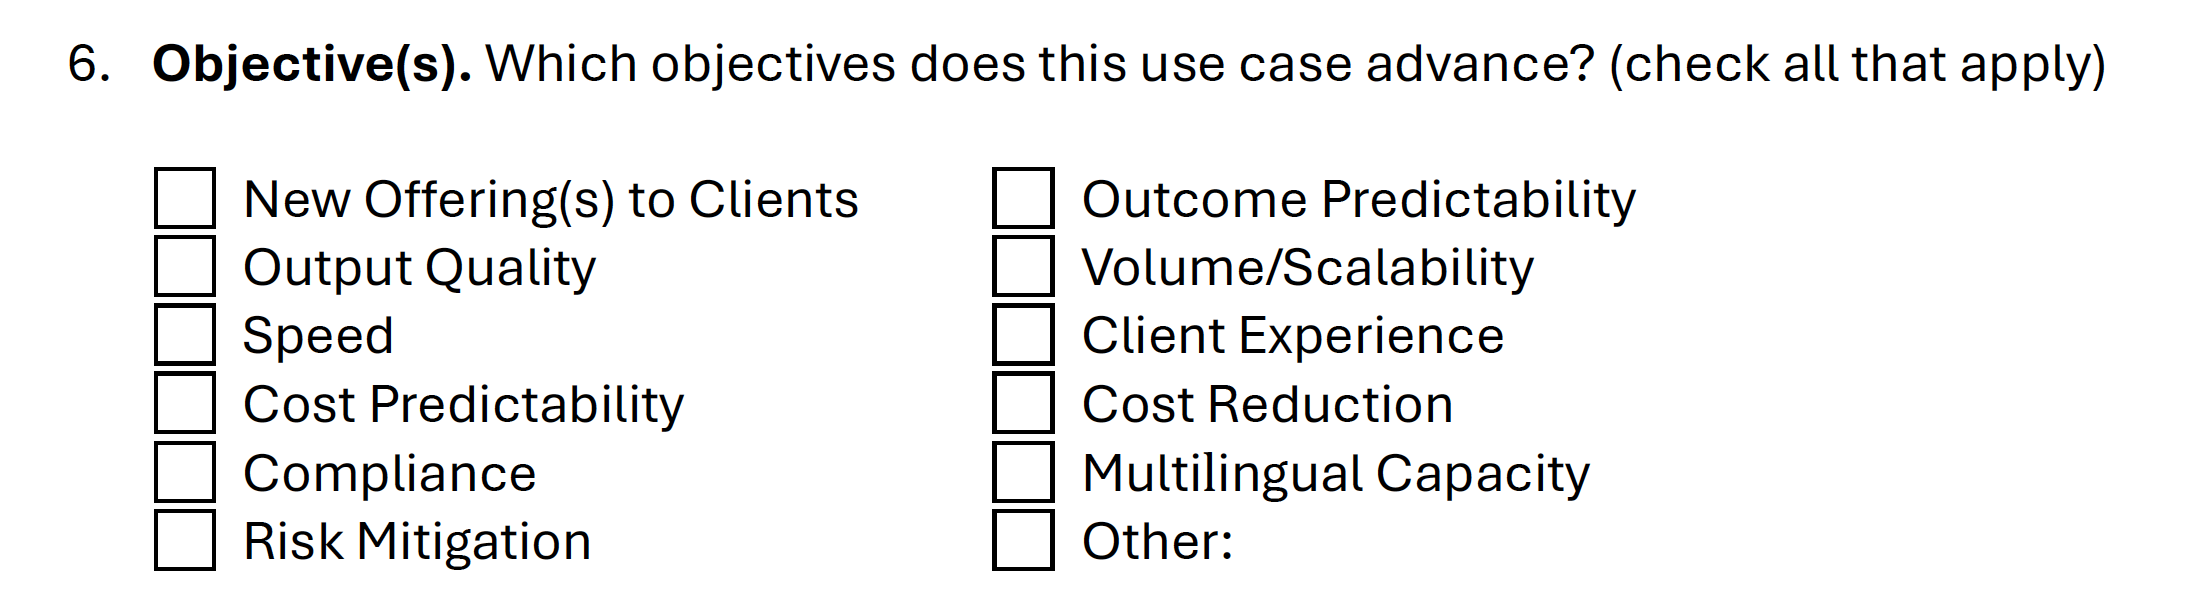 6. Objective(s). Which objectives does this use case advance? (check all that apply)
New Offering(s) to Clients
Output Quality
Speed
Cost Predictability
Compliance
Risk Mitigation
Outcome Predictability
Volume/Scalability
Client Experience
Cost Reduction
Multilingual Capacity
Other: